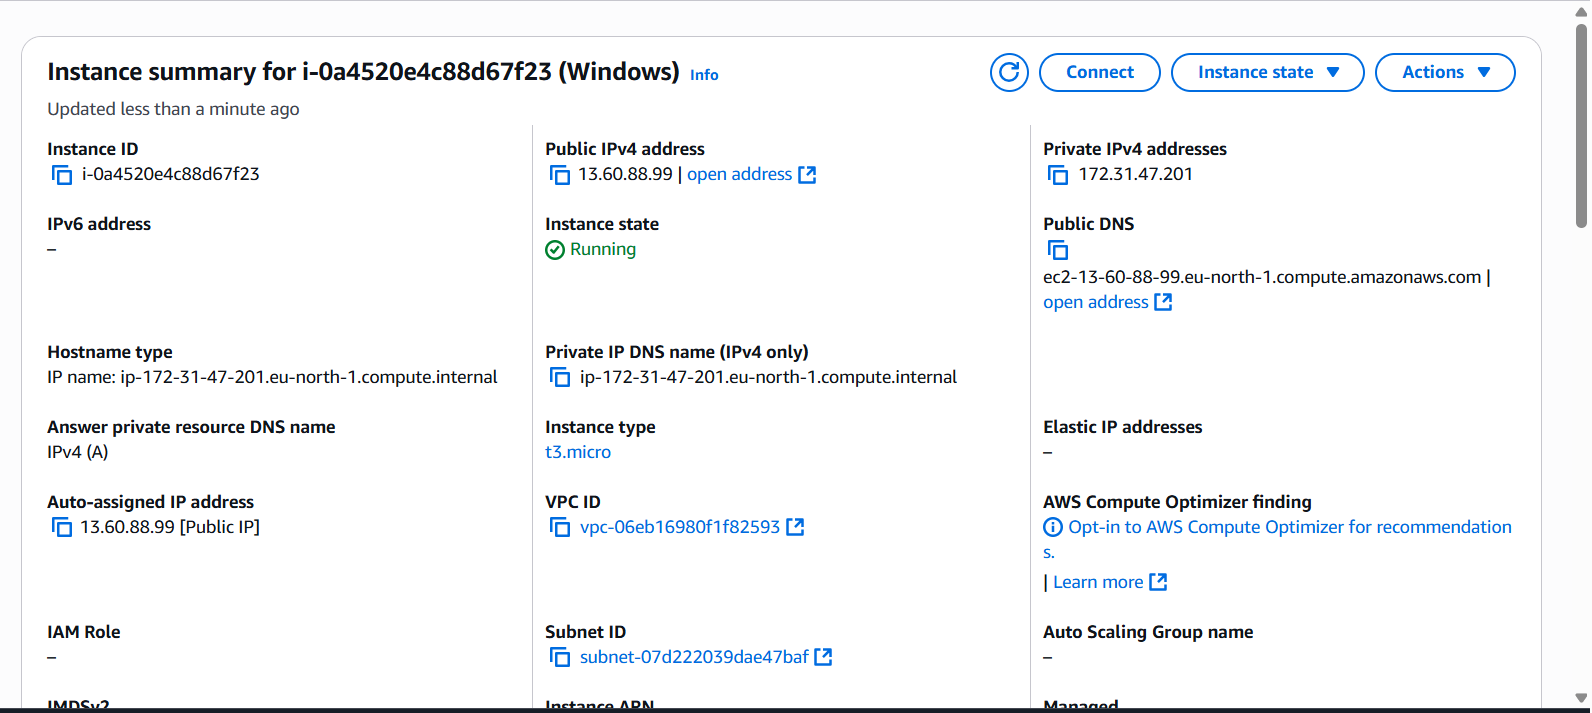 Instance summary for i-0a4520e4c88d67f23 (Windows) Info
Connect
Instance state
Actions
Updated less than a minute ago
Instance ID
i-0a4520e4c88d67f23
Public IPv4 address
13.60.88.99 | open address
Private IPv4 addresses
172.31.47.201
IPv6 address
–
Instance state
Running
Public DNS
ec2-13-60-88-99.eu-north-1.compute.amazonaws.com |
open address
Hostname type
IP name: ip-172-31-47-201.eu-north-1.compute.internal
Private IP DNS name (IPv4 only)
ip-172-31-47-201.eu-north-1.compute.internal
Answer private resource DNS name
IPv4 (A)
Instance type
t3.micro
Elastic IP addresses
–
Auto-assigned IP address
13.60.88.99 [Public IP]
VPC ID
vpc-06eb16980f1f82593
AWS Compute Optimizer finding
Opt-in to AWS Compute Optimizer for recommendation
s.
| Learn more
IAM Role
–
Subnet ID
subnet-07d222039dae47baf
Auto Scaling Group name
–
IMDSv2
Instance ARN
Managed